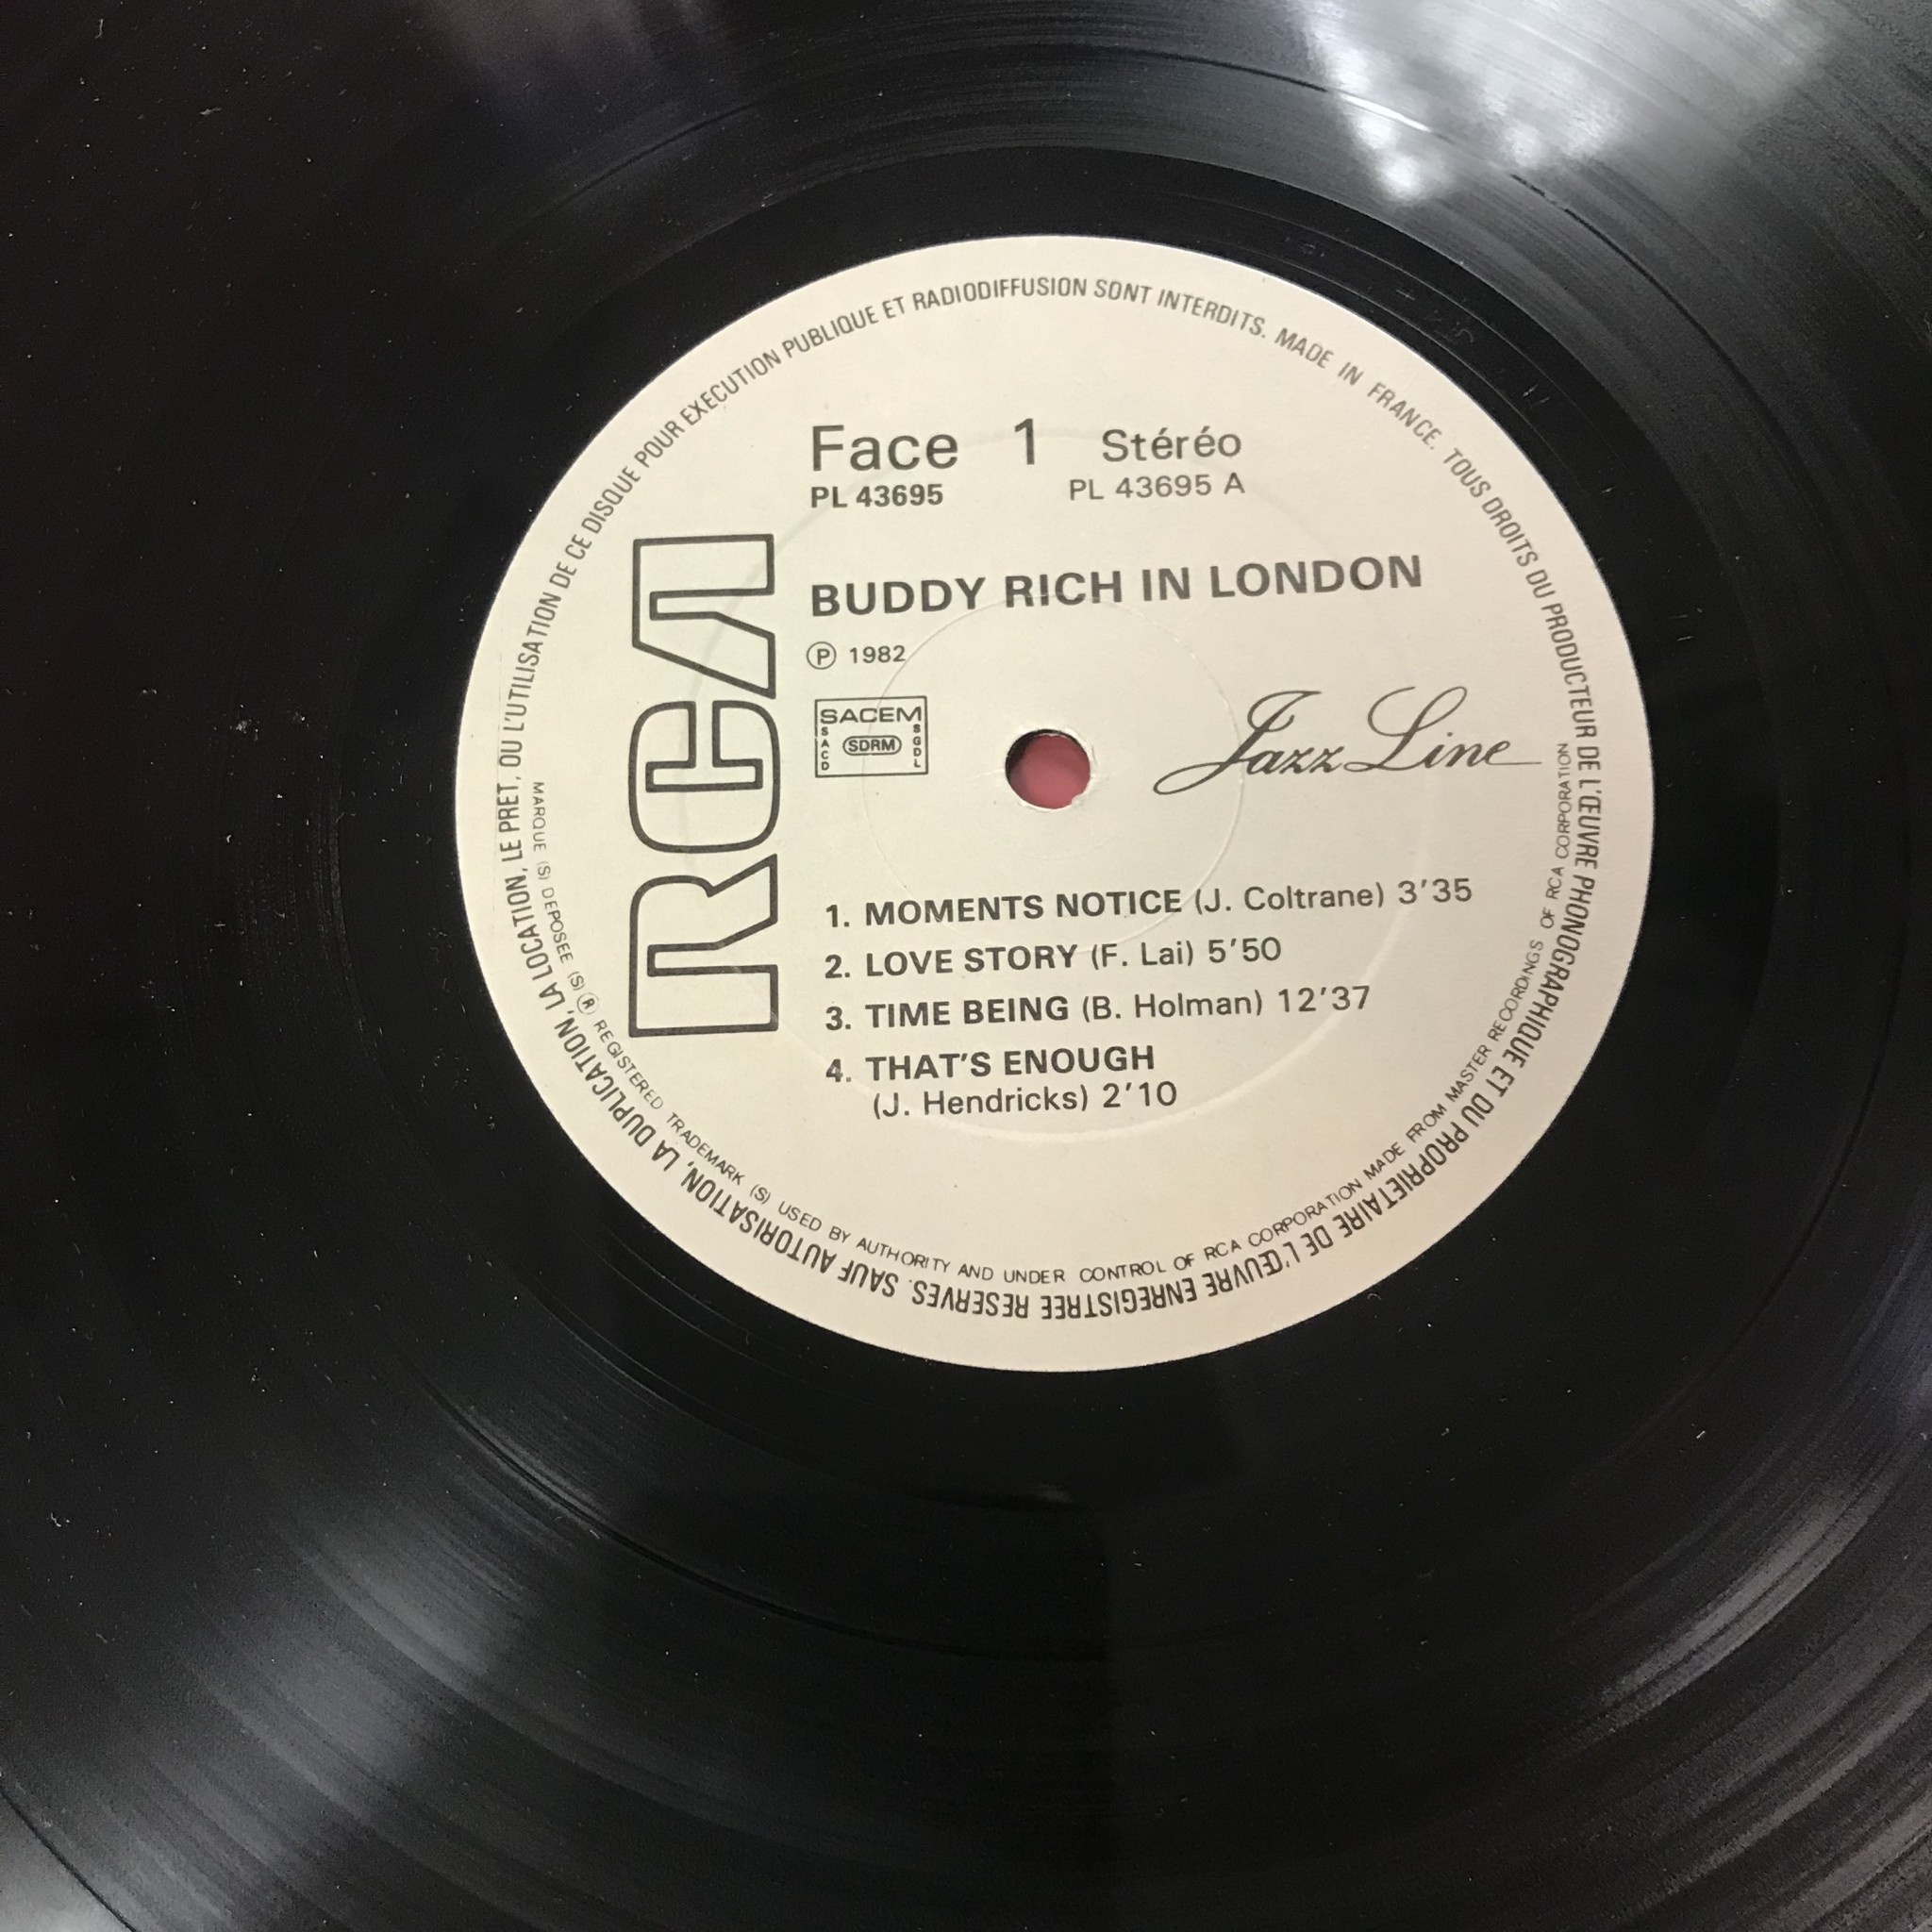 Face 1 Stéréo
PL 43695 PL 43695 A
BUDDY RICH IN LONDON
Ⓟ 1982
SACEM
SACD
SDRM
SGDL
Jazz Line
RCA
1. MOMENTS NOTICE (J. Coltrane) 3'35
2. LOVE STORY (F. Lai) 5'50
3. TIME BEING (B. Holman) 12'37
4. THAT'S ENOUGH
(J. Hendricks) 2'10
TOUS DROITS DU PRODUCTEUR DE L'ŒUVRE PHONOGRAPHIQUE ET DU PROPRIETAIRE DE L'ŒUVRE ENREGISTREE RESERVES. SAUF AUTORISATION, LA DUPLICATION, LA LOCATION, LE PRET, OU L'UTILISATION DE CE DISQUE POUR EXECUTION PUBLIQUE ET RADIODIFFUSION SONT INTERDITS. MADE IN FRANCE.
MARQUE (S) DEPOSEE (S) ® REGISTERED TRADEMARK (S) USED BY AUTHORITY AND UNDER CONTROL OF RCA CORPORATION MADE FROM MASTER RECORDINGS OF RCA CORPORATION